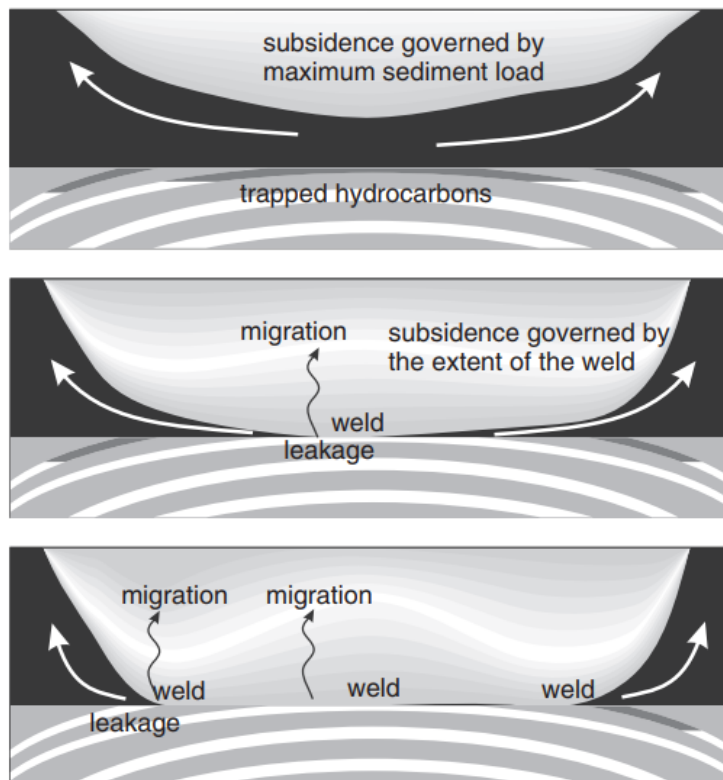 subsidence governed by
maximum sediment load
trapped hydrocarbons
migration
subsidence governed by
the extent of the weld
weld
leakage
migration
migration
weld
weld
weld
leakage